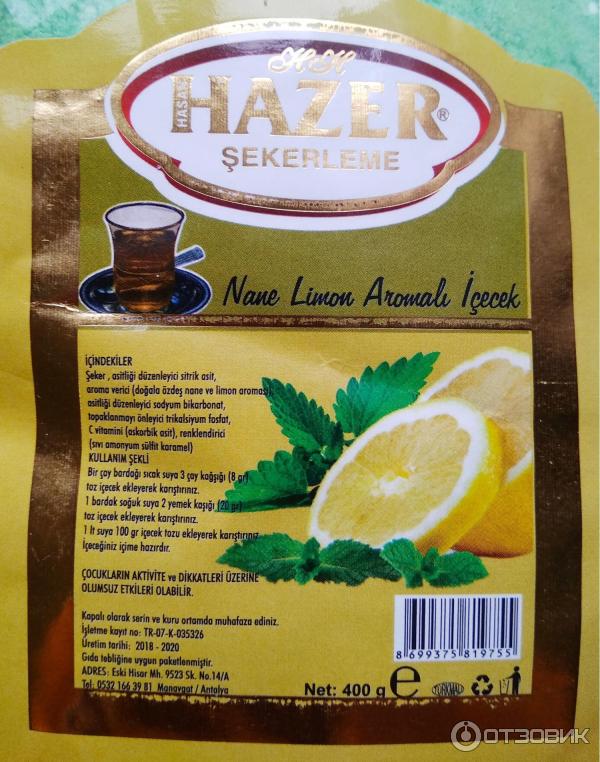 H.H
HASAN
HAZER®
ŞEKERLEME
Nane Limon Aromalı İçecek
İÇİNDEKİLER
Şeker , asitliği düzenleyici sitrik asit,
aroma verici (doğala özdeş nane ve limon aroması)
asitliği düzenleyici sodyum bikarbonat,
topaklanmayı önleyici trikalsiyum fosfat,
C vitamini (askorbik asit), renklendirici
(sıvı amonyum sülfit karamel)
KULLANIM ŞEKLİ
Bir çay bardağı sıcak suya 3 çay kaşığı (8 gr)
toz içecek ekleyerek karıştırınız.
1 bardak soğuk suya 2 yemek kaşığı (20 gr)
toz içecek ekleyerek karıştırınız.
1 lt suya 100 gr içecek tozu ekleyerek karıştırınız.
İçeceğiniz içime hazırdır.
ÇOCUKLARIN AKTİVİTE ve DİKKATLERİ ÜZERİNE
OLUMSUZ ETKİLERİ OLABİLİR.
Kapalı olarak serin ve kuru ortamda muhafaza ediniz.
İşletme kayıt no: TR-07-K-035326
Üretim tarihi: 2018 - 2020
Gıda tebliğine uygun paketlenmiştir.
ADRES: Eski Hisar Mh. 9523 Sk. No.14/A
Tel: 0532 166 39 81 Manavgat / Antalya
8 699375 819755
Net: 400 g e
TÜRKMALI
ОТЗОВИК